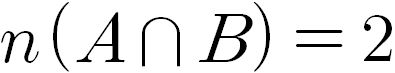 n(A ∩ B) = 2